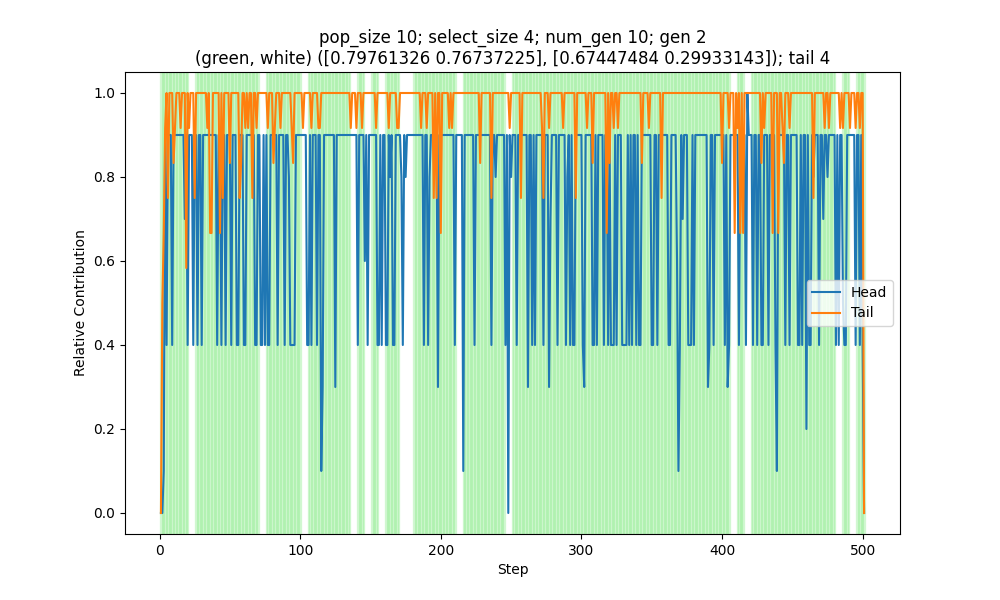 pop_size 10; select_size 4; num_gen 10; gen 2
(green, white) ([0.79761326 0.76737225], [0.67447484 0.29933143]); tail 4
1.0
0.8
0.6
0.4
0.2
0.0
Relative Contribution
Head
Tail
0
100
200
300
400
500
Step